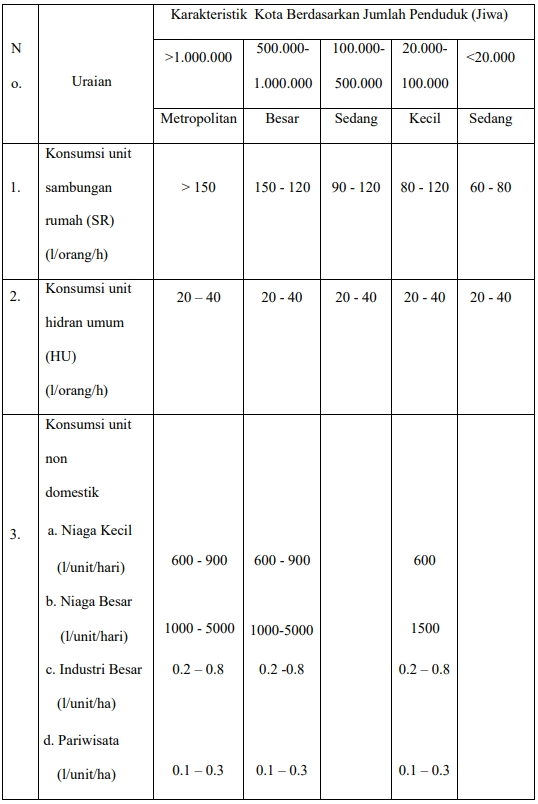 Karakteristik Kota Berdasarkan Jumlah Penduduk (Jiwa)
N
o.
Uraian
>1.000.000
500.000-
1.000.000
100.000-
500.000
20.000-
100.000
<20.000
Metropolitan Besar Sedang Kecil Sedang
Konsumsi unit
1. sambungan > 150 150 - 120 90 - 120 80 - 120 60 - 80
rumah (SR)
(l/orang/h)
Konsumsi unit
2. 20 – 40 20 - 40 20 - 40 20 - 40 20 - 40
hidran umum
(HU)
(l/orang/h)
Konsumsi unit
non
domestik
3. a. Niaga Kecil
(l/unit/hari) 600 - 900 600 - 900 600
b. Niaga Besar
(l/unit/hari) 1000 - 5000 1000-5000 1500
c. Industri Besar 0.2 – 0.8 0.2 -0.8 0.2 – 0.8
(l/unit/ha)
d. Pariwisata
(l/unit/ha) 0.1 – 0.3 0.1 – 0.3 0.1 – 0.3